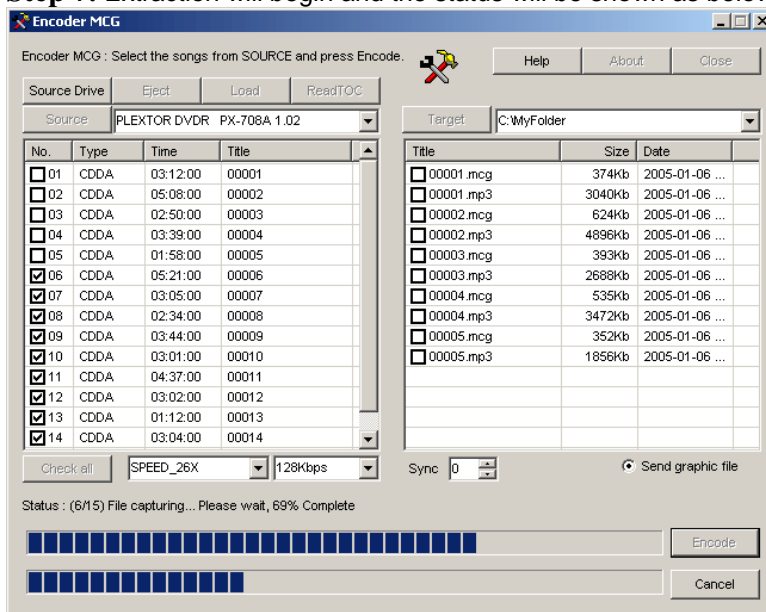 Step 7: Extraction will begin and the status will be shown as below
Encoder MCG
Encoder MCG : Select the songs from SOURCE and press Encode.
Help About Close
Source Drive Eject Load ReadTOC
Source PLEXTOR DVDR PX-708A 1.02
Target C:\MyFolder
No. Type Time Title
01 CDDA 03:12:00 00001
02 CDDA 05:08:00 00002
03 CDDA 02:50:00 00003
04 CDDA 03:39:00 00004
05 CDDA 01:58:00 00005
06 CDDA 05:21:00 00006
07 CDDA 03:05:00 00007
08 CDDA 02:34:00 00008
09 CDDA 03:44:00 00009
10 CDDA 03:01:00 00010
11 CDDA 04:37:00 00011
12 CDDA 03:02:00 00012
13 CDDA 01:12:00 00013
14 CDDA 03:04:00 00014
Title Size Date
00001.mcg 374Kb 2005-01-06 ...
00001.mp3 3040Kb 2005-01-06 ...
00002.mcg 624Kb 2005-01-06 ...
00002.mp3 4896Kb 2005-01-06 ...
00003.mcg 393Kb 2005-01-06 ...
00003.mp3 2688Kb 2005-01-06 ...
00004.mcg 535Kb 2005-01-06 ...
00004.mp3 3472Kb 2005-01-06 ...
00005.mcg 352Kb 2005-01-06 ...
00005.mp3 1856Kb 2005-01-06 ...
Check all SPEED_26X 128Kbps
Sync 0 Send graphic file
Status : (6/15) File capturing... Please wait, 69% Complete
Encode
Cancel